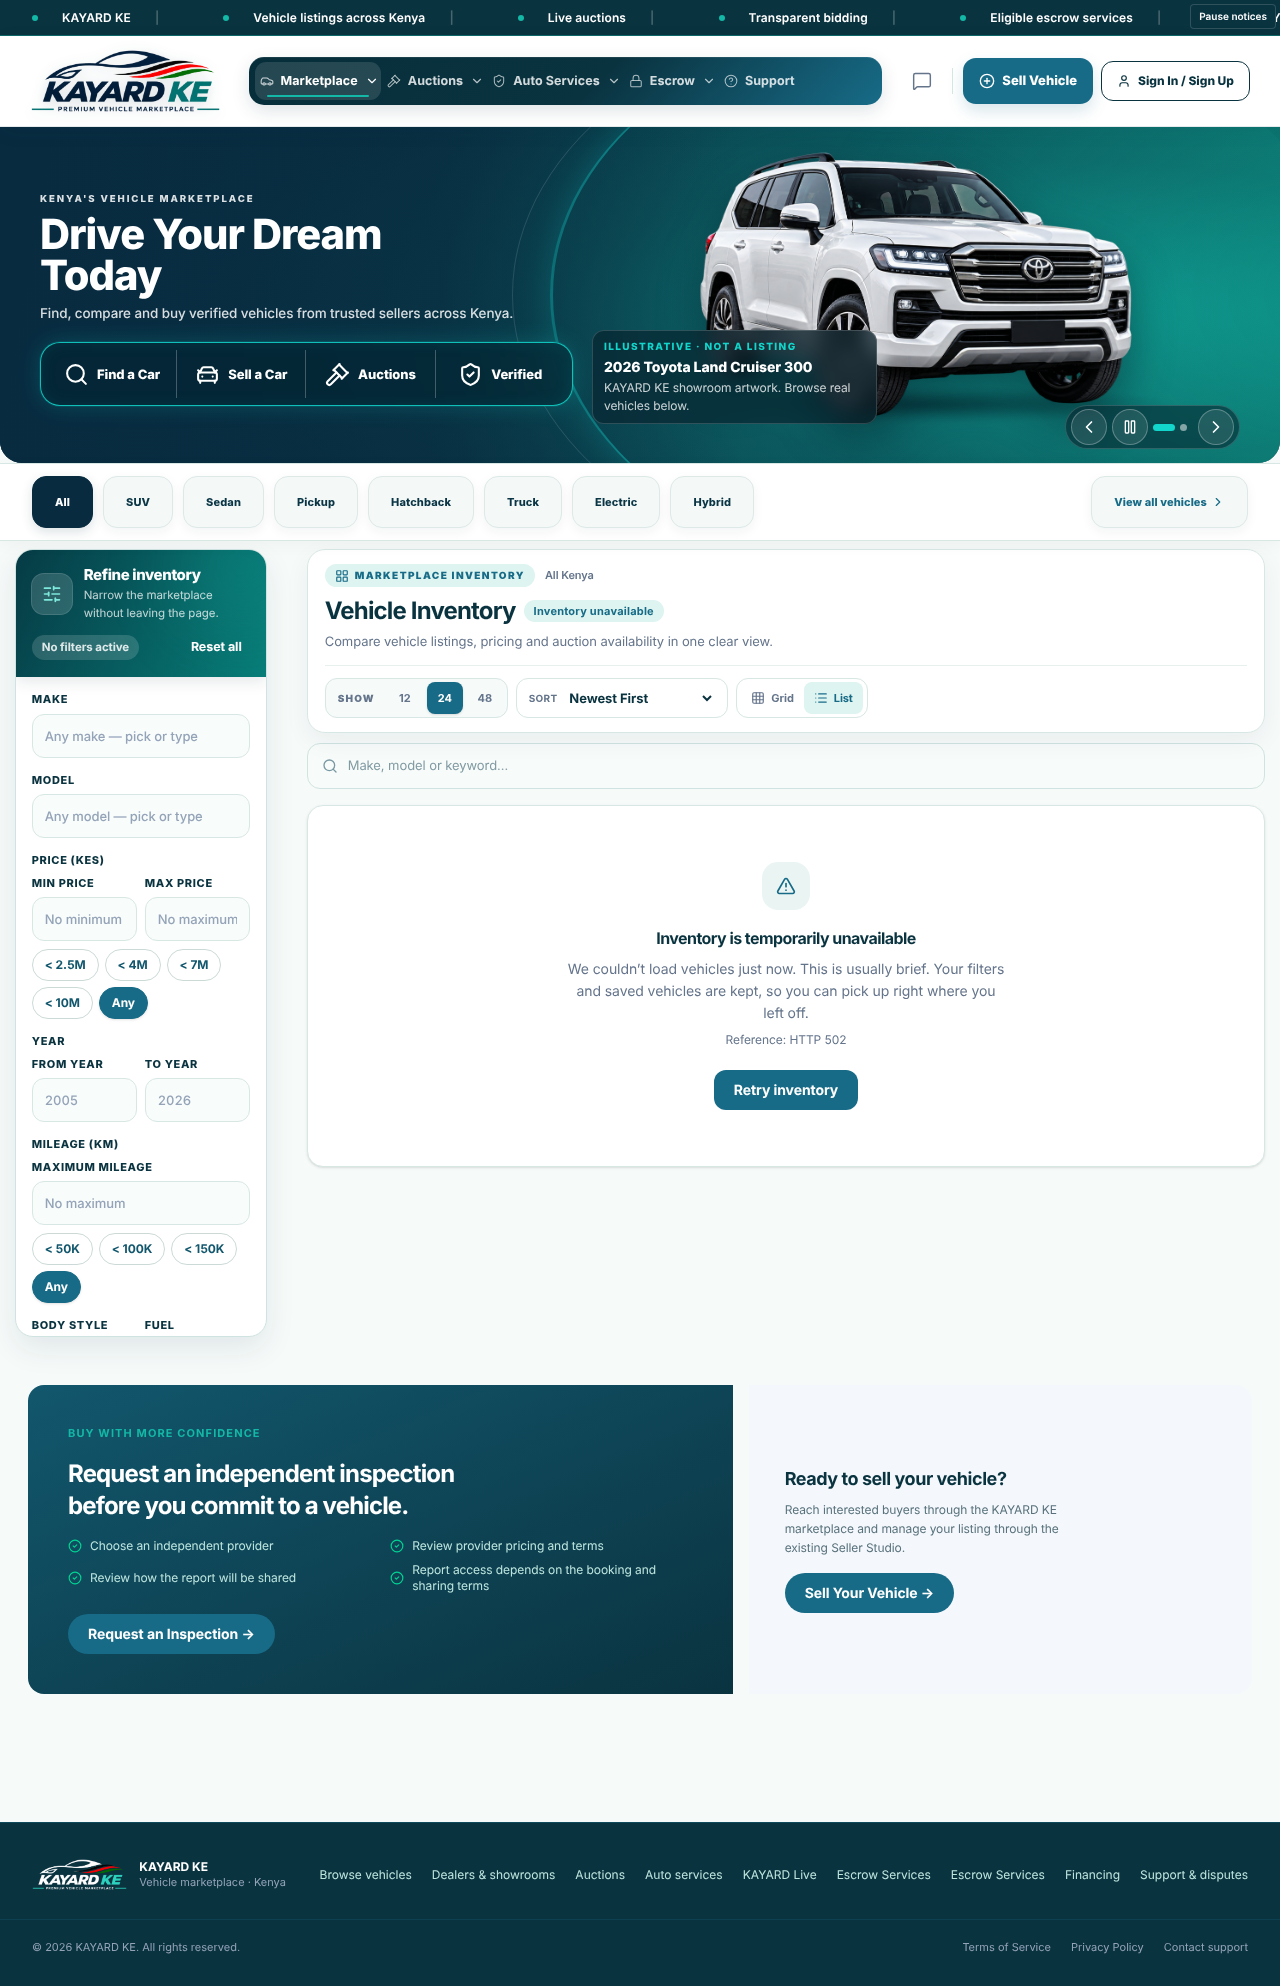 KAYARD KE
Vehicle listings across Kenya
Live auctions
Transparent bidding
Eligible escrow services
Pause notices
KAYARD KE
PREMIUM VEHICLE MARKETPLACE
Marketplace
Auctions
Auto Services
Escrow
Support
Sell Vehicle
Sign In / Sign Up
KENYA'S VEHICLE MARKETPLACE
Drive Your Dream
Today
Find, compare and buy verified vehicles from trusted sellers across Kenya.
Find a Car
Sell a Car
Auctions
Verified
ILLUSTRATIVE · NOT A LISTING
2026 Toyota Land Cruiser 300
KAYARD KE showroom artwork. Browse real
vehicles below.
All
SUV
Sedan
Pickup
Hatchback
Truck
Electric
Hybrid
View all vehicles
Refine inventory
Narrow the marketplace
without leaving the page.
No filters active
Reset all
MAKE
Any make — pick or type
MODEL
Any model — pick or type
PRICE (KES)
MIN PRICE
MAX PRICE
No minimum
No maximum
< 2.5M
< 4M
< 7M
< 10M
Any
YEAR
FROM YEAR
TO YEAR
2005
2026
MILEAGE (KM)
MAXIMUM MILEAGE
No maximum
< 50K
< 100K
< 150K
Any
BODY STYLE
FUEL
MARKETPLACE INVENTORY
All Kenya
Vehicle Inventory
Inventory unavailable
Compare vehicle listings, pricing and auction availability in one clear view.
SHOW
12
24
48
SORT
Newest First
Grid
List
Make, model or keyword...
Inventory is temporarily unavailable
We couldn’t load vehicles just now. This is usually brief. Your filters
and saved vehicles are kept, so you can pick up right where you
left off.
Reference: HTTP 502
Retry inventory
BUY WITH MORE CONFIDENCE
Request an independent inspection
before you commit to a vehicle.
Choose an independent provider
Review provider pricing and terms
Review how the report will be shared
Report access depends on the booking and
sharing terms
Request an Inspection →
Ready to sell your vehicle?
Reach interested buyers through the KAYARD KE
marketplace and manage your listing through the
existing Seller Studio.
Sell Your Vehicle →
KAYARD KE
PREMIUM VEHICLE MARKETPLACE
KAYARD KE
Vehicle marketplace · Kenya
Browse vehicles
Dealers & showrooms
Auctions
Auto services
KAYARD Live
Escrow Services
Escrow Services
Financing
Support & disputes
© 2026 KAYARD KE. All rights reserved.
Terms of Service
Privacy Policy
Contact support